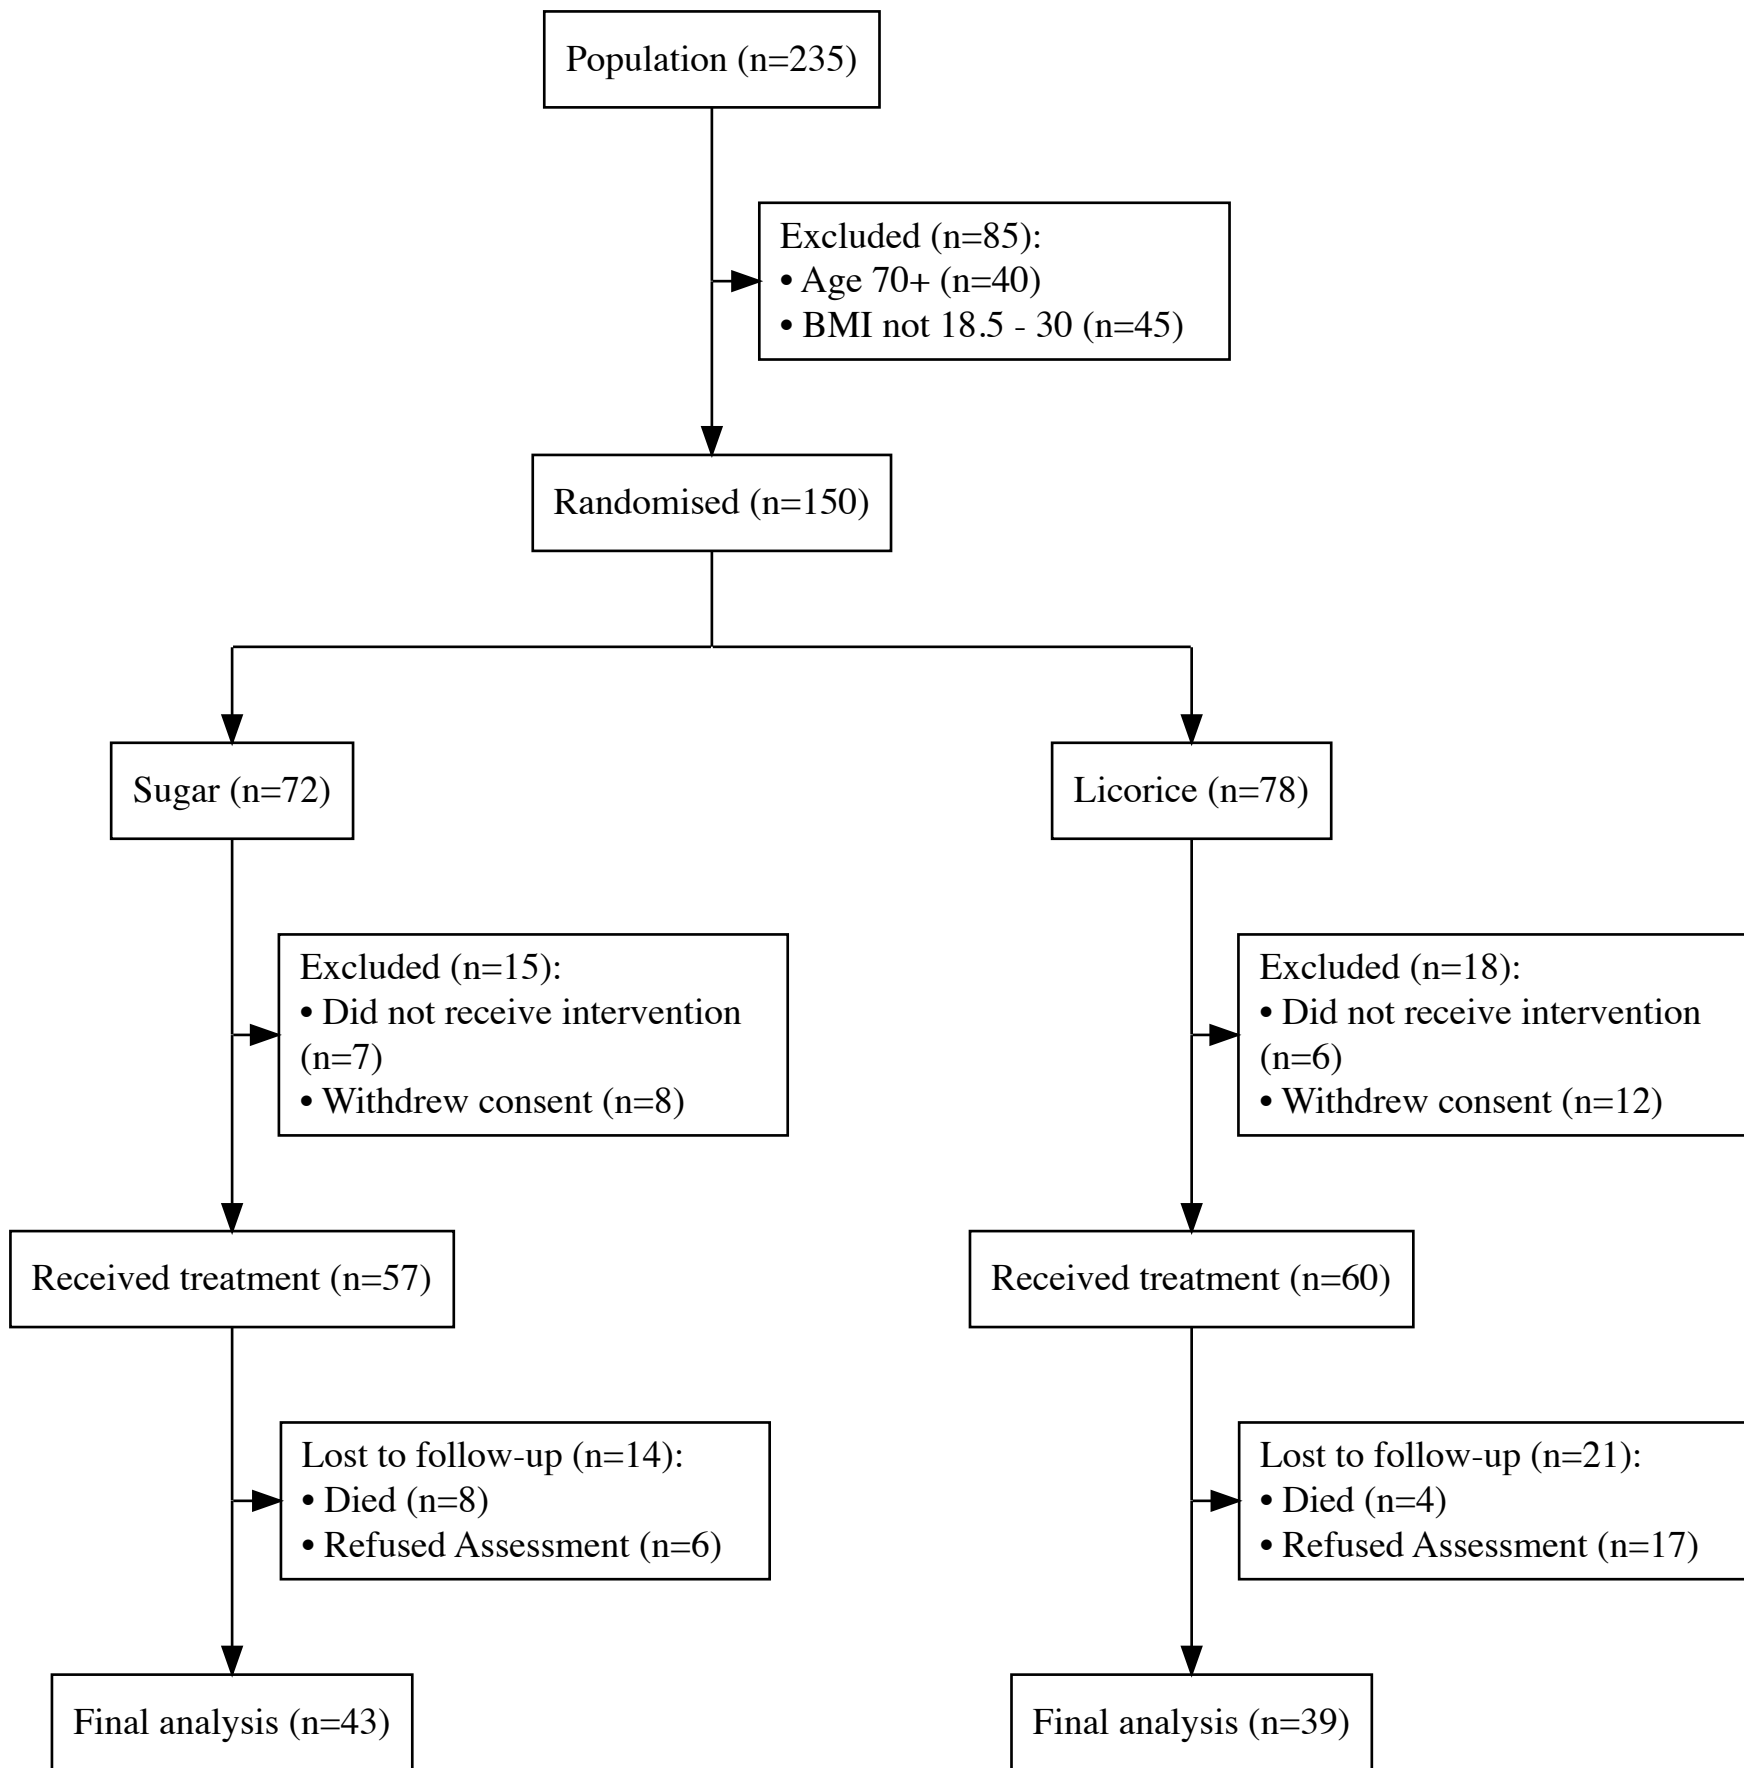 Population (n=235)
Excluded (n=85):
• Age 70+ (n=40)
• BMI not 18.5 - 30 (n=45)
Randomised (n=150)
Sugar (n=72)
Licorice (n=78)
Excluded (n=15):
• Did not receive intervention
(n=7)
• Withdrew consent (n=8)
Excluded (n=18):
• Did not receive intervention
(n=6)
• Withdrew consent (n=12)
Received treatment (n=57)
Received treatment (n=60)
Lost to follow-up (n=14):
• Died (n=8)
• Refused Assessment (n=6)
Lost to follow-up (n=21):
• Died (n=4)
• Refused Assessment (n=17)
Final analysis (n=43)
Final analysis (n=39)